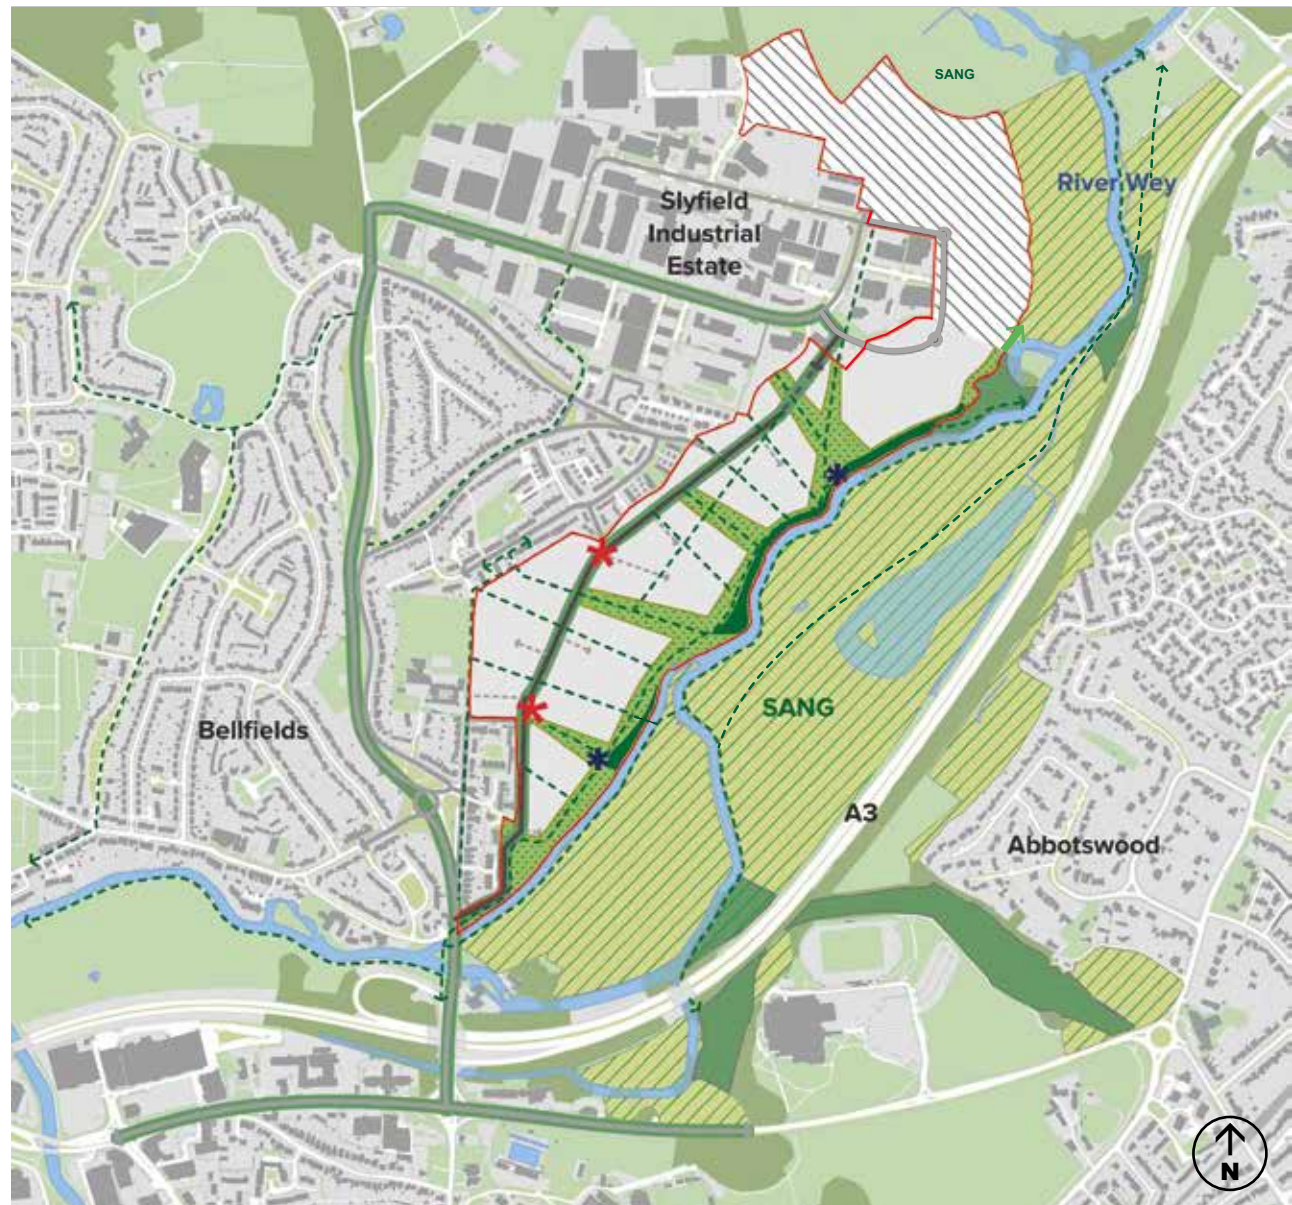 SANG
River Wey
Slyfield
Industrial
Estate
SANG
Bellfields
A3
Abbotswood
N